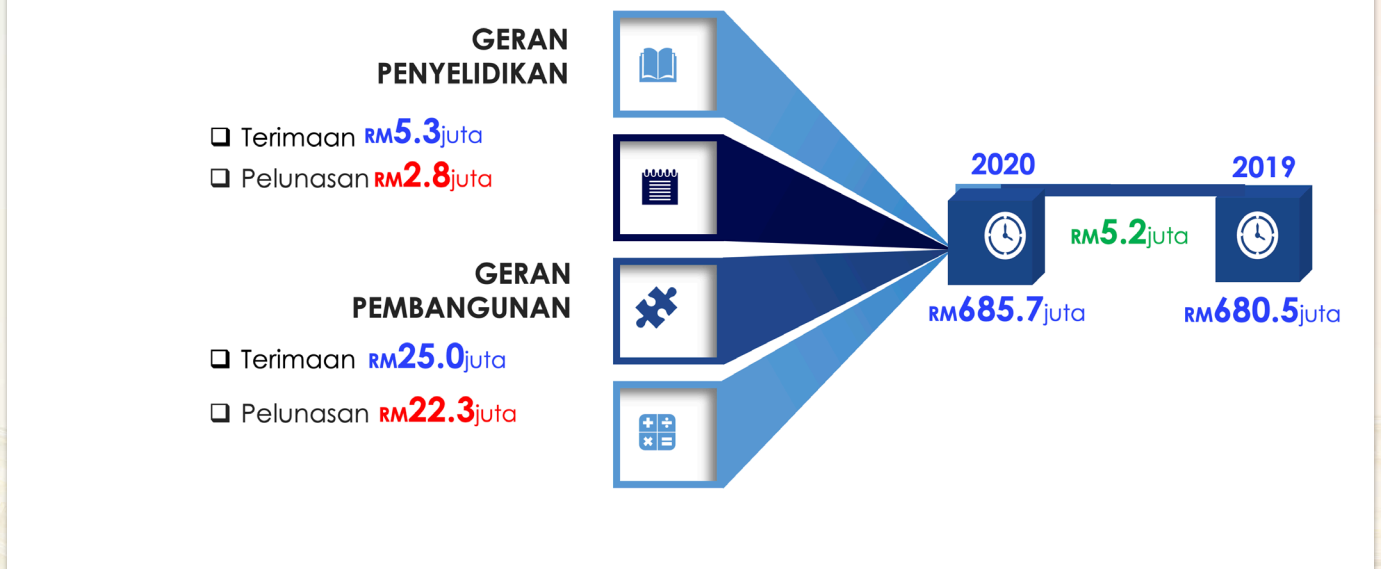 GERAN
PENYELIDIKAN
❑ Terimaan RM5.3juta
❑ Pelunasan RM2.8juta
GERAN
PEMBANGUNAN
❑ Terimaan RM25.0juta
❑ Pelunasan RM22.3juta
2020
2019
RM5.2juta
RM685.7juta
RM680.5juta